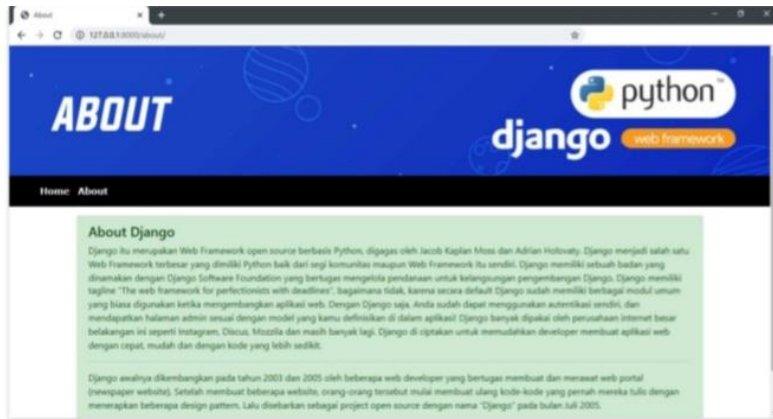 About
127.0.0.1:8000/about/
ABOUT
python™
django web framework
Home About
About Django
Django itu merupakan Web Framework open source berbasis Python, digagas oleh Jacob Kaplan Moss dan Adrian Holovaty. Django menjadi salah satu
Web Framework terbesar yang dimiliki Python baik dari segi komunitas maupun Web Framework itu sendiri. Django memiliki sebuah badan yang
dinamakan dengan Django Software Foundation yang bertugas mengelola pendanaan untuk kelangsungan pengembangan Django. Django memiliki
tagline "The web framework for perfectionists with deadlines", bagaimana tidak, karena secara default Django sudah memiliki berbagai modul umum
yang biasa digunakan ketika mengembangkan aplikasi web. Dengan Django saja, Anda sudah dapat menggunakan autentikasi sendiri, dan
mendapatkan halaman admin sesuai dengan model yang kamu definisikan di dalam aplikasi! Django banyak dipakai oleh perusahaan internet besar
belakangan ini seperti Instagram, Discus, Mozzila dan masih banyak lagi. Django di ciptakan untuk memudahkan developer membuat aplikasi web
dengan cepat, mudah dan dengan kode yang lebih sedikit.
Django awalnya dikembangkan pada tahun 2003 dan 2005 oleh beberapa web developer yang bertugas membuat dan merawat web portal
(newspaper website). Setelah membuat beberapa website, orang-orang tersebut mulai membuat ulang kode-kode yang pernah mereka tulis dengan
menerapkan beberapa design pattern. Lalu disebarkan sebagai project open source dengan nama "Django" pada bulan Juli 2005.